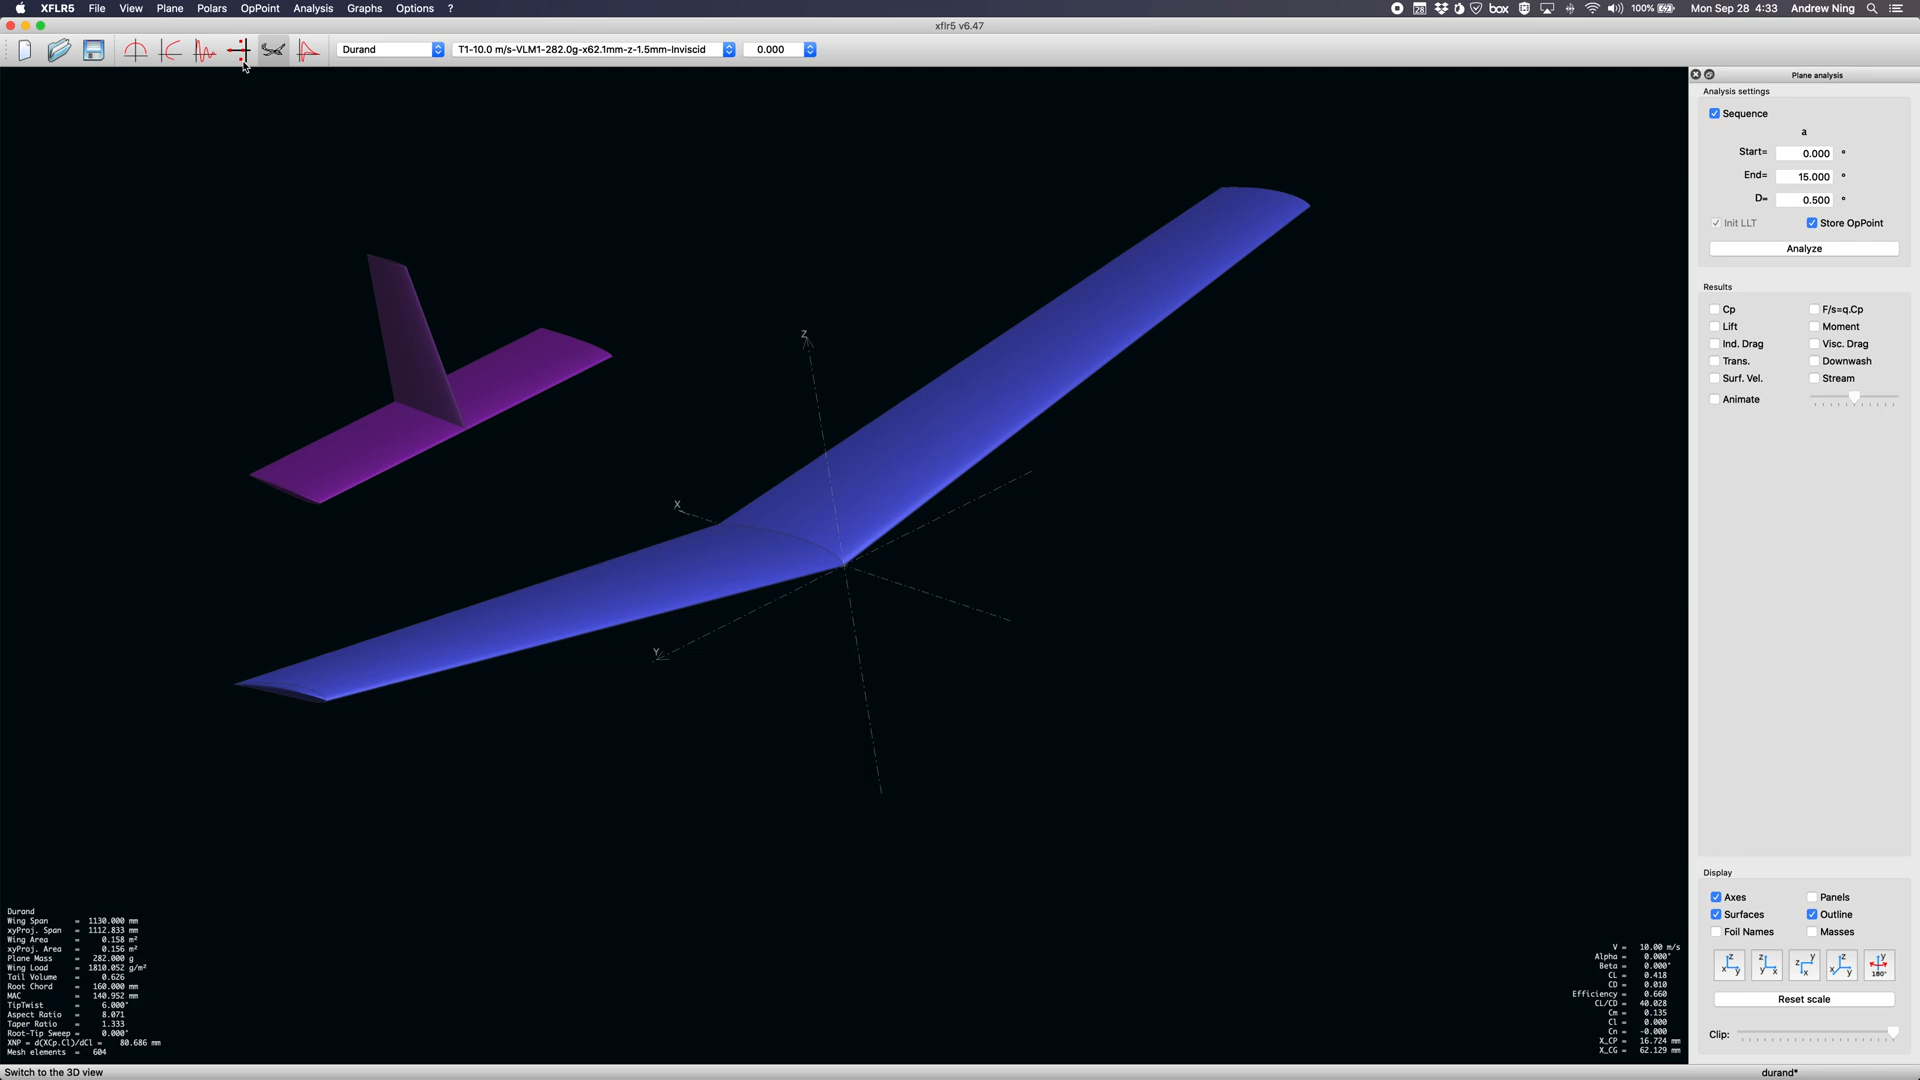 XFLR5 File View Plane Polars OpPoint Analysis Graphs Options ? 28 box 100% Mon Sep 28 4:33 Andrew Ning
xflr5 v6.47
Durand T1-10.0 m/s-VLM1-282.0g-x62.1mm-z-1.5mm-Inviscid 0.000
Plane analysis
Analysis settings
Sequence
a
Start= 0.000 °
End= 15.000 °
D= 0.500 °
Init LLT Store OpPoint
Analyze
Results
Cp F/s=q.Cp
Lift Moment
Ind. Drag Visc. Drag
Trans. Downwash
Surf. Vel. Stream
Animate
Z
X
Y
Display
Axes Panels
Surfaces Outline
Foil Names Masses
z x y z y x z y x z x y y 180°
Reset scale
Clip:
Durand
Wing Span = 1130.000 mm
xyProj. Span = 1112.833 mm
Wing Area = 0.158 m²
xyProj. Area = 0.156 m²
Plane Mass = 282.000 g
Wing Load = 1810.052 g/m²
Tail Volume = 0.626
Root Chord = 160.000 mm
MAC = 140.952 mm
TipTwist = 6.000°
Aspect Ratio = 8.071
Taper Ratio = 1.333
Root-Tip Sweep = 0.000°
XNP = d(XCp.Cl)/dCl = 80.686 mm
Mesh elements = 604
V = 10.00 m/s
Alpha = 0.000°
Beta = 0.000°
CL = 0.418
CD = 0.010
Efficiency = 0.660
CL/CD = 40.028
Cm = 0.135
Cl = 0.000
Cn = -0.000
X_CP = 16.724 mm
X_CG = 62.129 mm
Switch to the 3D view durand*